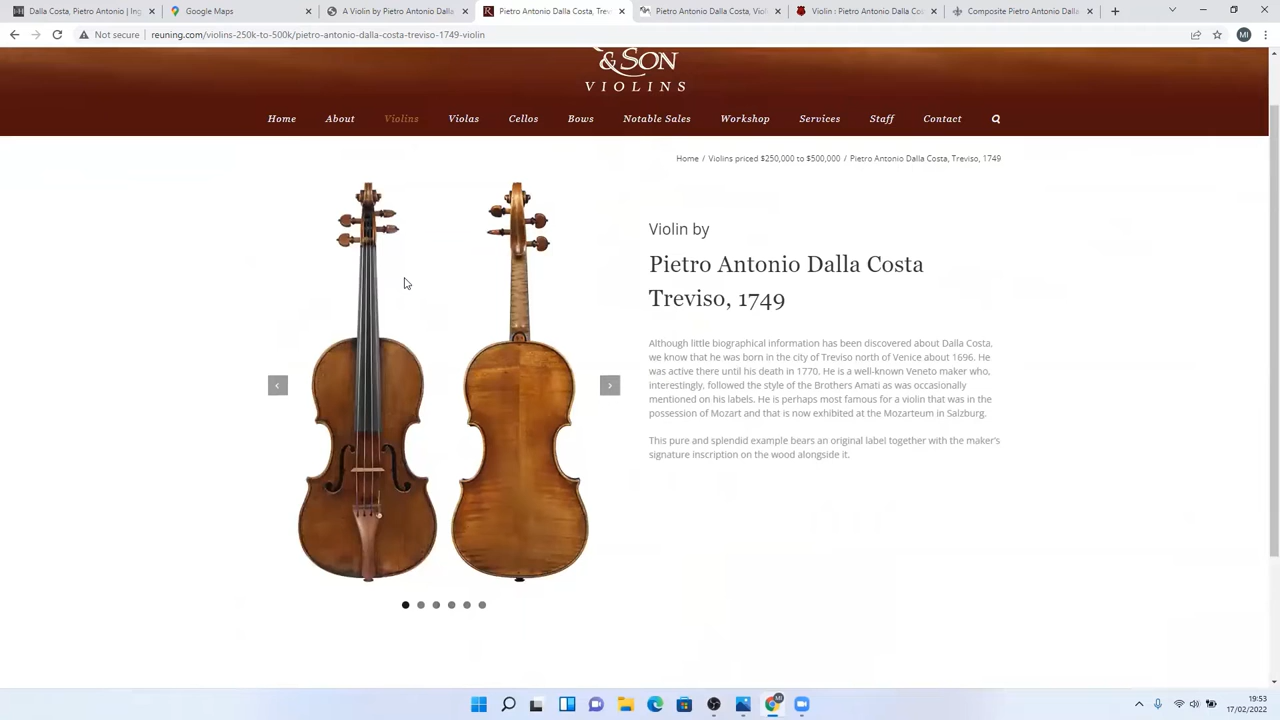 Dalla Costa, Pietro Antonio | Ing
Google Maps
A Violin by Pietro Antonio Dalla
Pietro Antonio Dalla Costa, Trev
Pietro Antonio Dalla Costa, Viol
Violin : Pietro Antonio Dalla Co
Composite Pietro Antonio Dalla
Not secure
reuning.com/violins-250k-to-500k/pietro-antonio-dalla-costa-treviso-1749-violin
MI
& SON
VIOLINS
Home
About
Violins
Violas
Cellos
Bows
Notable Sales
Workshop
Services
Staff
Contact
Home / Violins priced $250,000 to $500,000 / Pietro Antonio Dalla Costa, Treviso, 1749
Violin by
Pietro Antonio Dalla Costa
Treviso, 1749
Although little biographical information has been discovered about Dalla Costa,
we know that he was born in the city of Treviso north of Venice about 1696. He
was active there until his death in 1770. He is a well-known Veneto maker who,
interestingly, followed the style of the Brothers Amati as was occasionally
mentioned on his labels. He is perhaps most famous for a violin that was in the
possession of Mozart and that is now exhibited at the Mozarteum in Salzburg.
This pure and splendid example bears an original label together with the maker's
signature inscription on the wood alongside it.
MI
19:53
17/02/2022